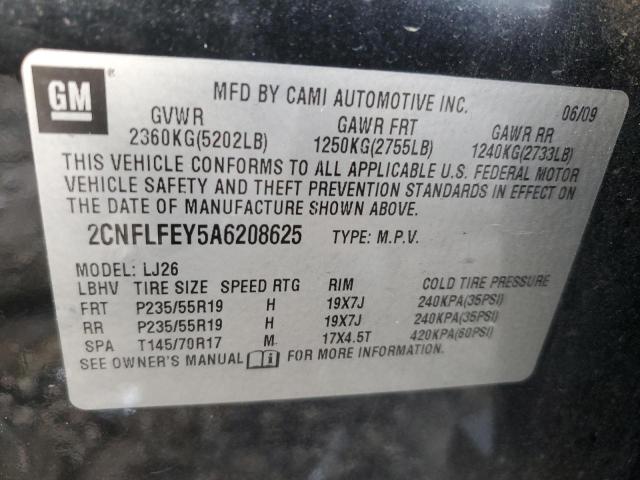 GM ®
MFD BY CAMI AUTOMOTIVE INC.
06/09
GVWR GAWR FRT GAWR RR
2360KG(5202LB) 1250KG(2755LB) 1240KG(2733LB)
THIS VEHICLE CONFORMS TO ALL APPLICABLE U.S. FEDERAL MOTOR
VEHICLE SAFETY AND THEFT PREVENTION STANDARDS IN EFFECT ON
THE DATE OF MANUFACTURE SHOWN ABOVE.
2CNFLFEY5A6208625 TYPE: M.P.V.
MODEL: LJ26
LBHV TIRE SIZE SPEED RTG RIM COLD TIRE PRESSURE
FRT P235/55R19 H 19X7J 240KPA(35PSI)
RR P235/55R19 H 19X7J 240KPA(35PSI)
SPA T145/70R17 M 17X4.5T 420KPA(60PSI)
SEE OWNER'S MANUAL FOR MORE INFORMATION.